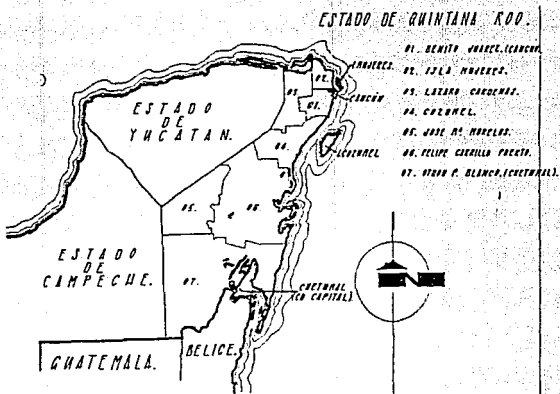 ESTADO DE QUINTANA ROO.
01. BENITO JUAREZ.(CANCUN)
02. ISLA MUJERES.
03. LAZARO CARDENAS.
04. COZUMEL.
05. JOSE Mª MORELOS.
06. FELIPE CARRILLO PUERTO.
07. OTHON P. BLANCO.(CHETUMAL).
I.MUJERES.
CANCÚN
ESTADO
DE
YUCATAN.
03.
02.
01.
04.
I.COZUMEL
05.
06.
ESTADO
DE
CAMPECHE.
07.
CHETUMAL
(CD CAPITAL).
GUATEMALA.
BELICE.
N